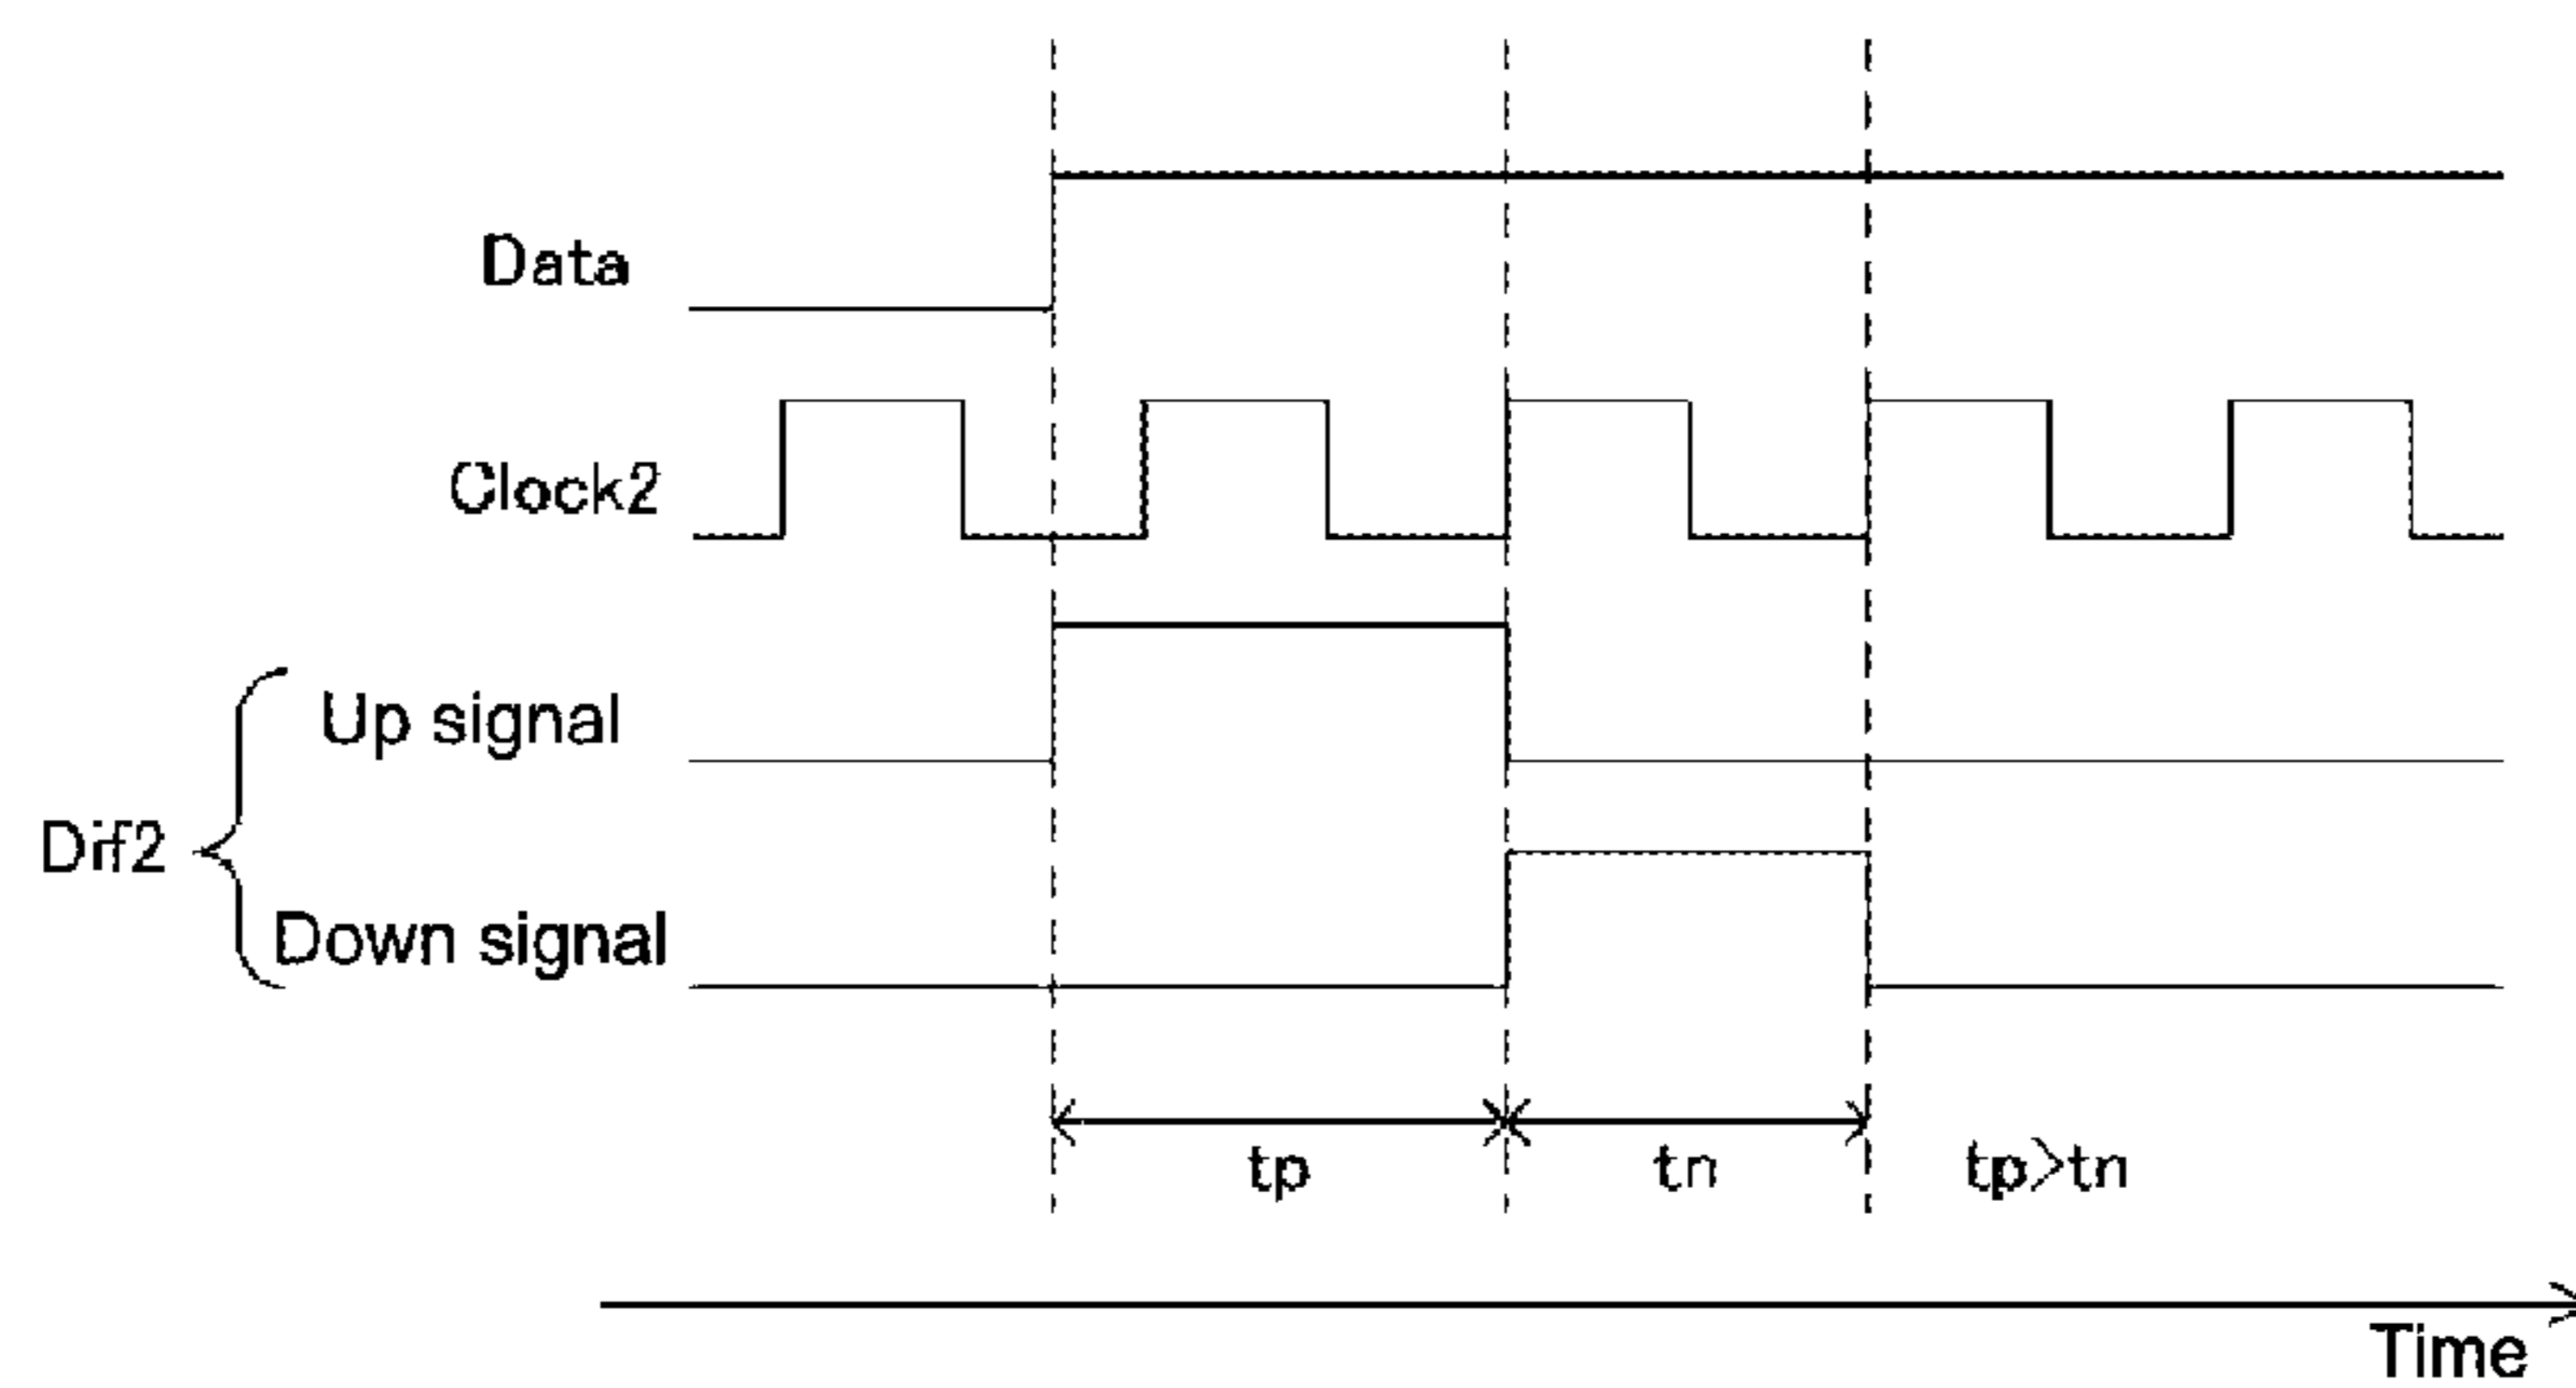 Data
Clock2
Up signal
Dif2
Down signal
tp tn tp>tn
Time